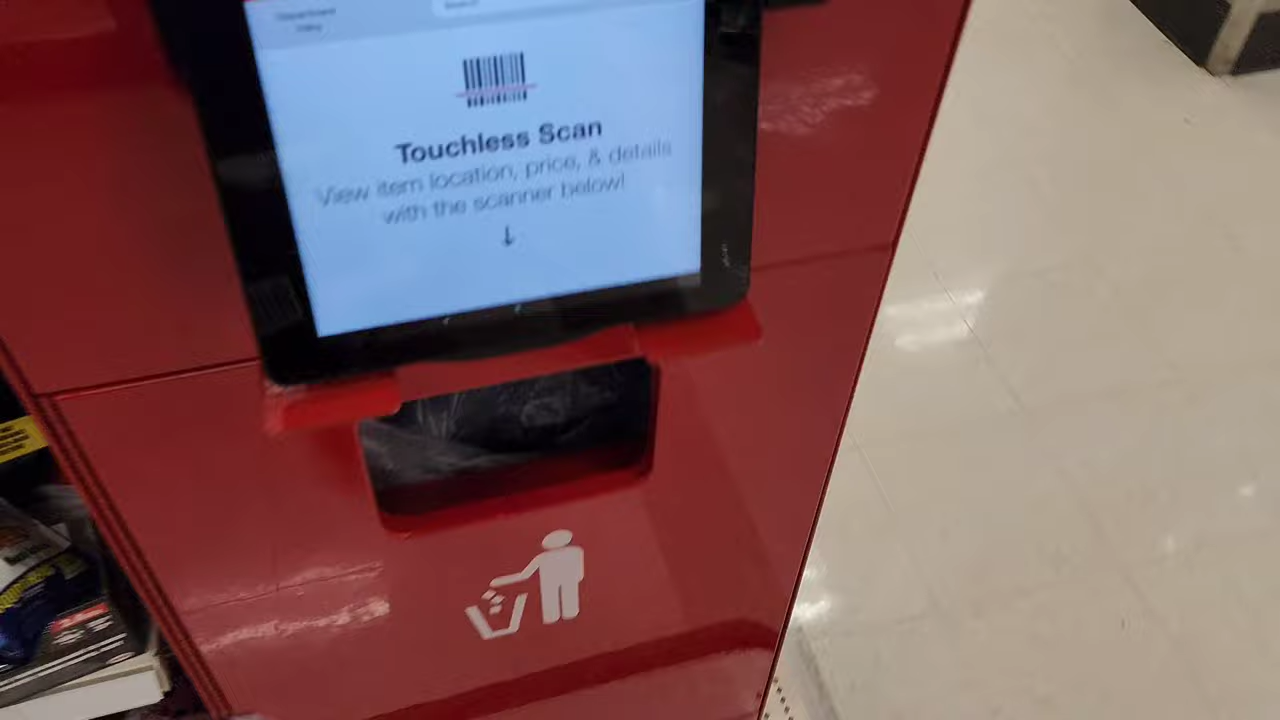 Touchless Scan
View item location, price, & details
with the scanner below!
↓